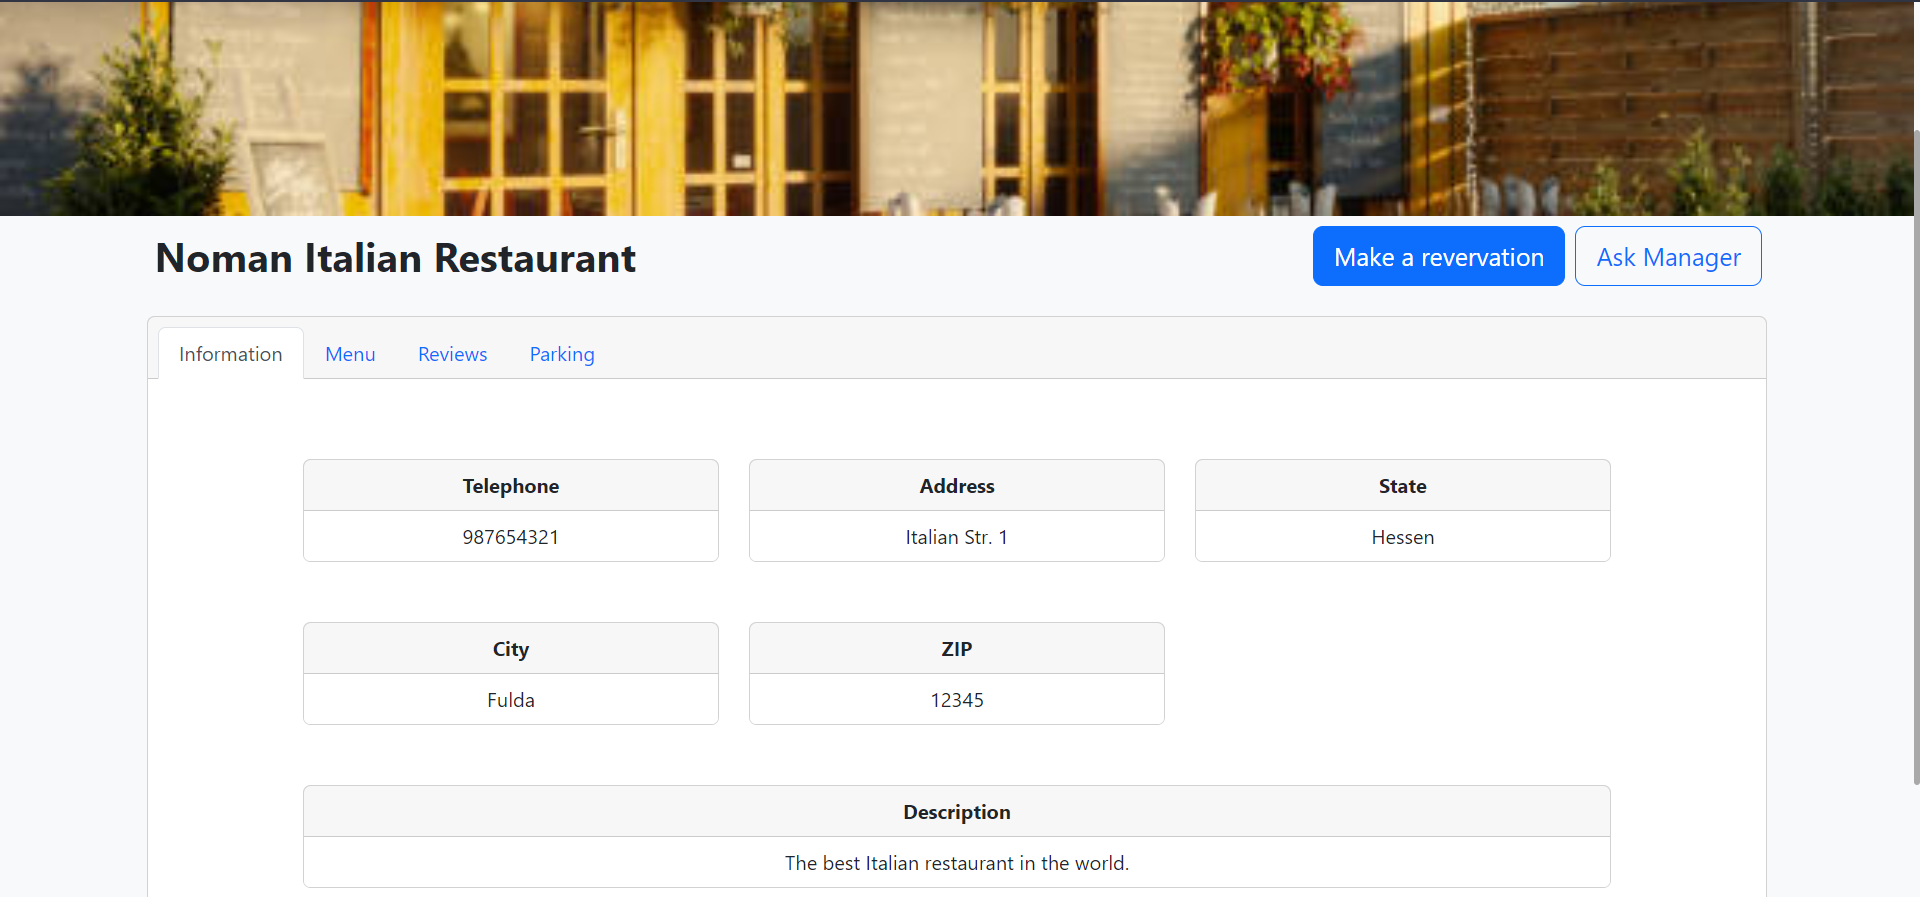 Noman Italian Restaurant
Make a revervation
Ask Manager
Information
Menu
Reviews
Parking
Telephone
Address
State
987654321
Italian Str. 1
Hessen
City
ZIP
Fulda
12345
Description
The best Italian restaurant in the world.